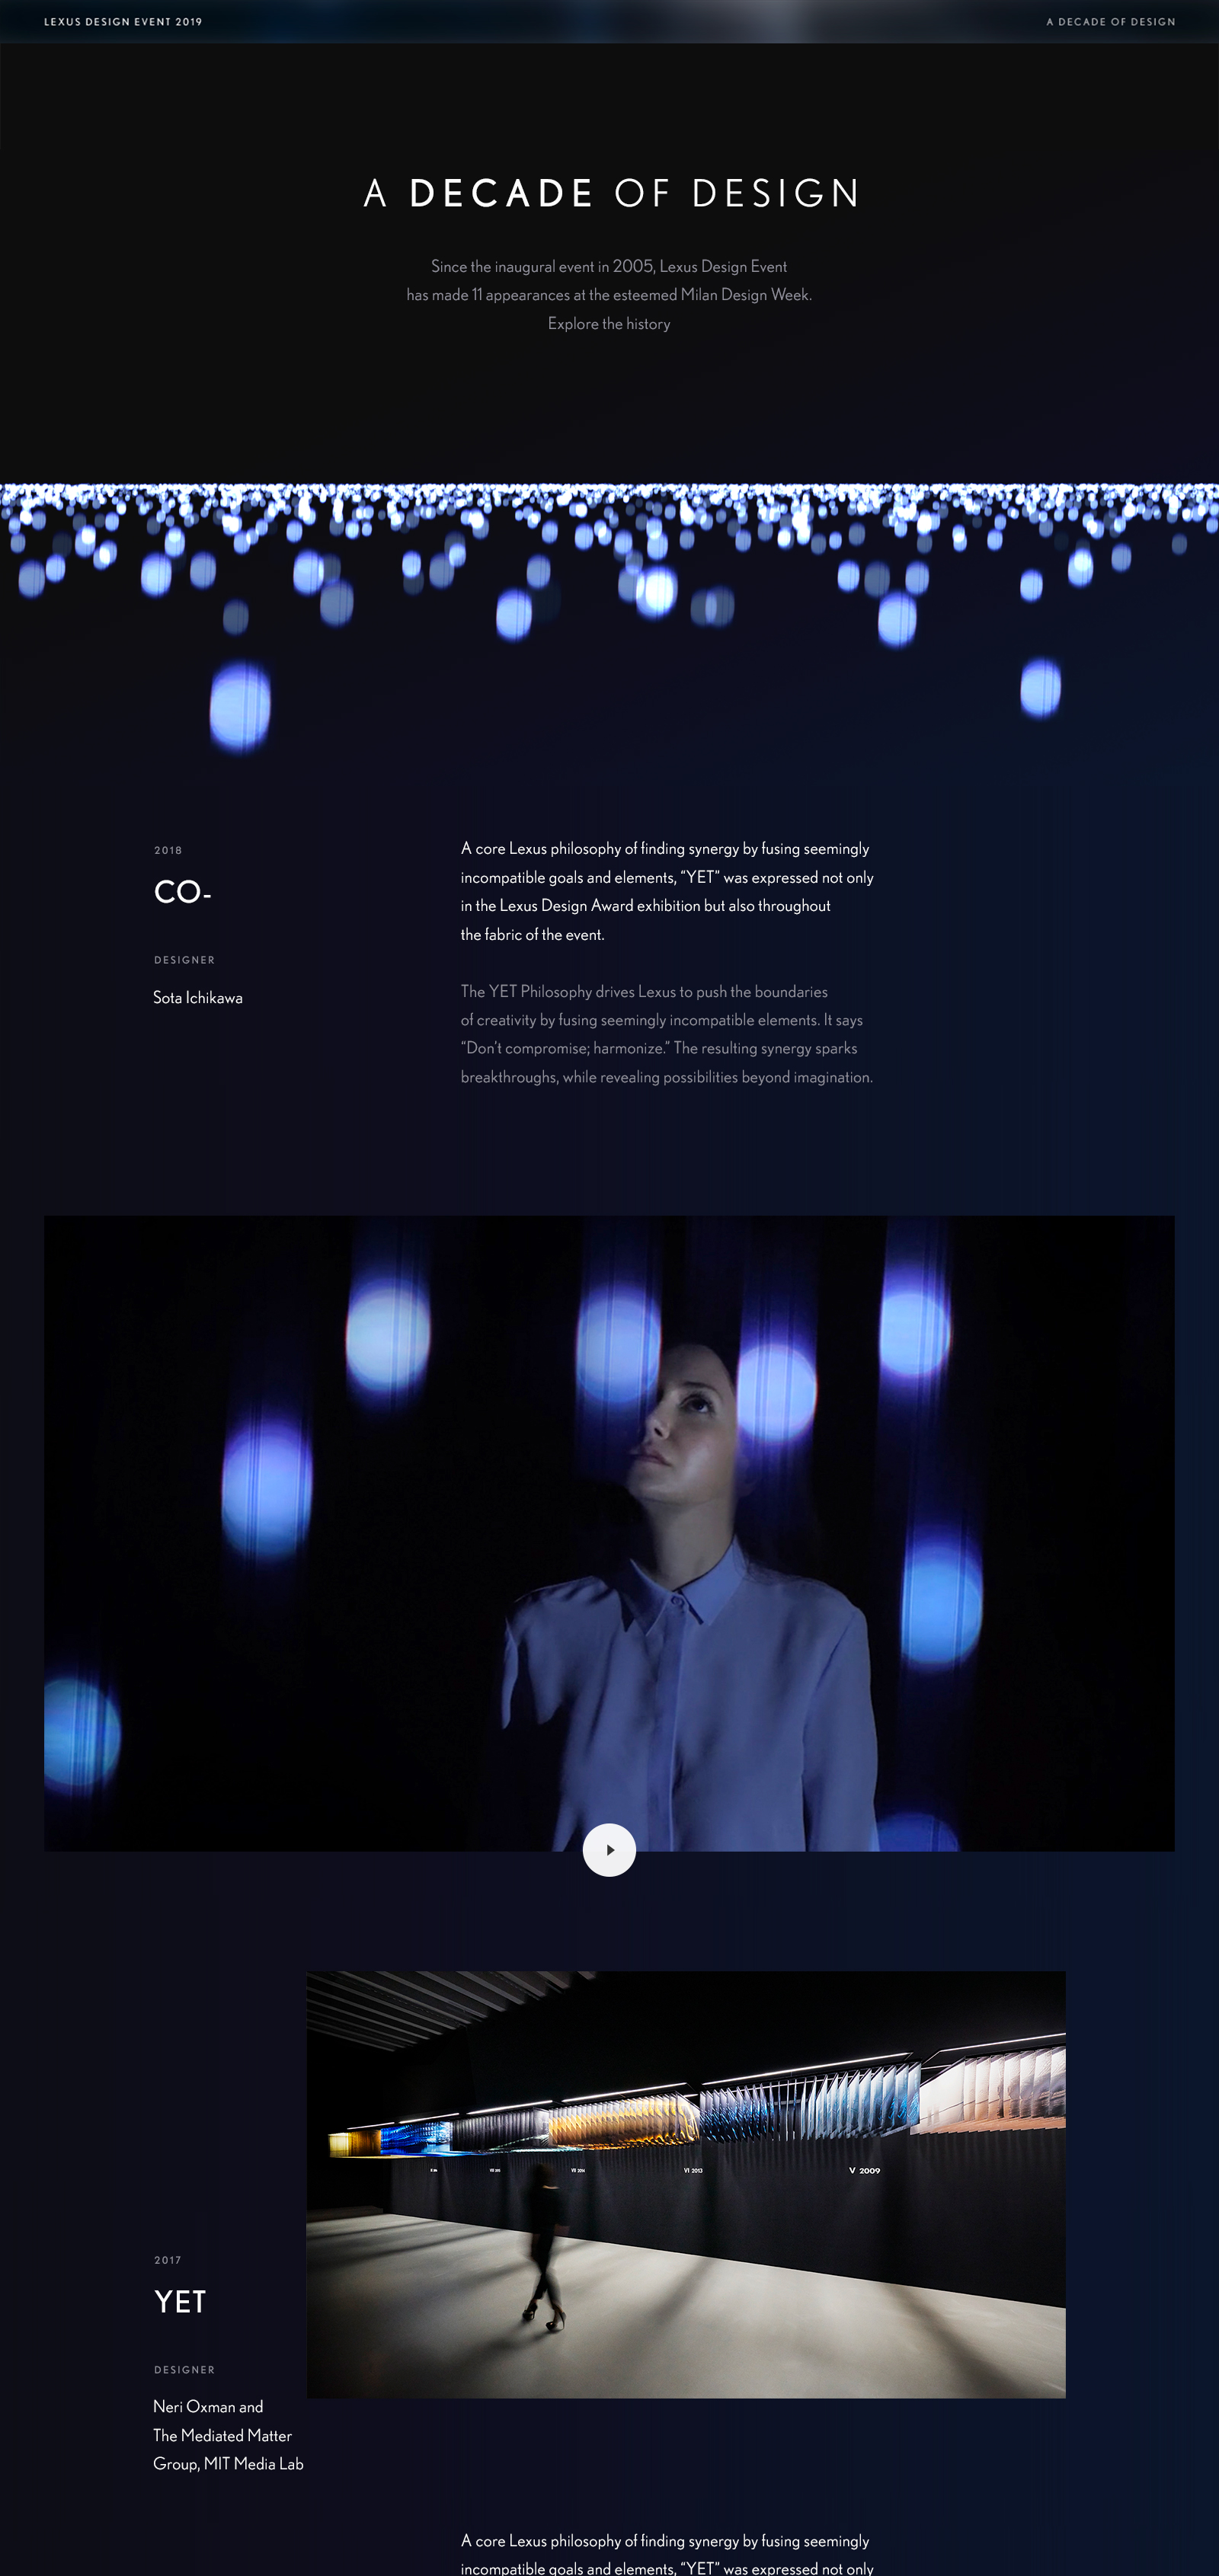 LEXUS DESIGN EVENT 2019
A DECADE OF DESIGN
A DECADE OF DESIGN
Since the inaugural event in 2005, Lexus Design Event
has made 11 appearances at the esteemed Milan Design Week.
Explore the history
2018
CO-
DESIGNER
Sota Ichikawa
A core Lexus philosophy of finding synergy by fusing seemingly
incompatible goals and elements, “YET” was expressed not only
in the Lexus Design Award exhibition but also throughout
the fabric of the event.
The YET Philosophy drives Lexus to push the boundaries
of creativity by fusing seemingly incompatible elements. It says
“Don’t compromise; harmonize.” The resulting synergy sparks
breakthroughs, while revealing possibilities beyond imagination.
VI 2013
V 2009
2017
YET
DESIGNER
Neri Oxman and
The Mediated Matter
Group, MIT Media Lab
A core Lexus philosophy of finding synergy by fusing seemingly
incompatible goals and elements, “YET” was expressed not only